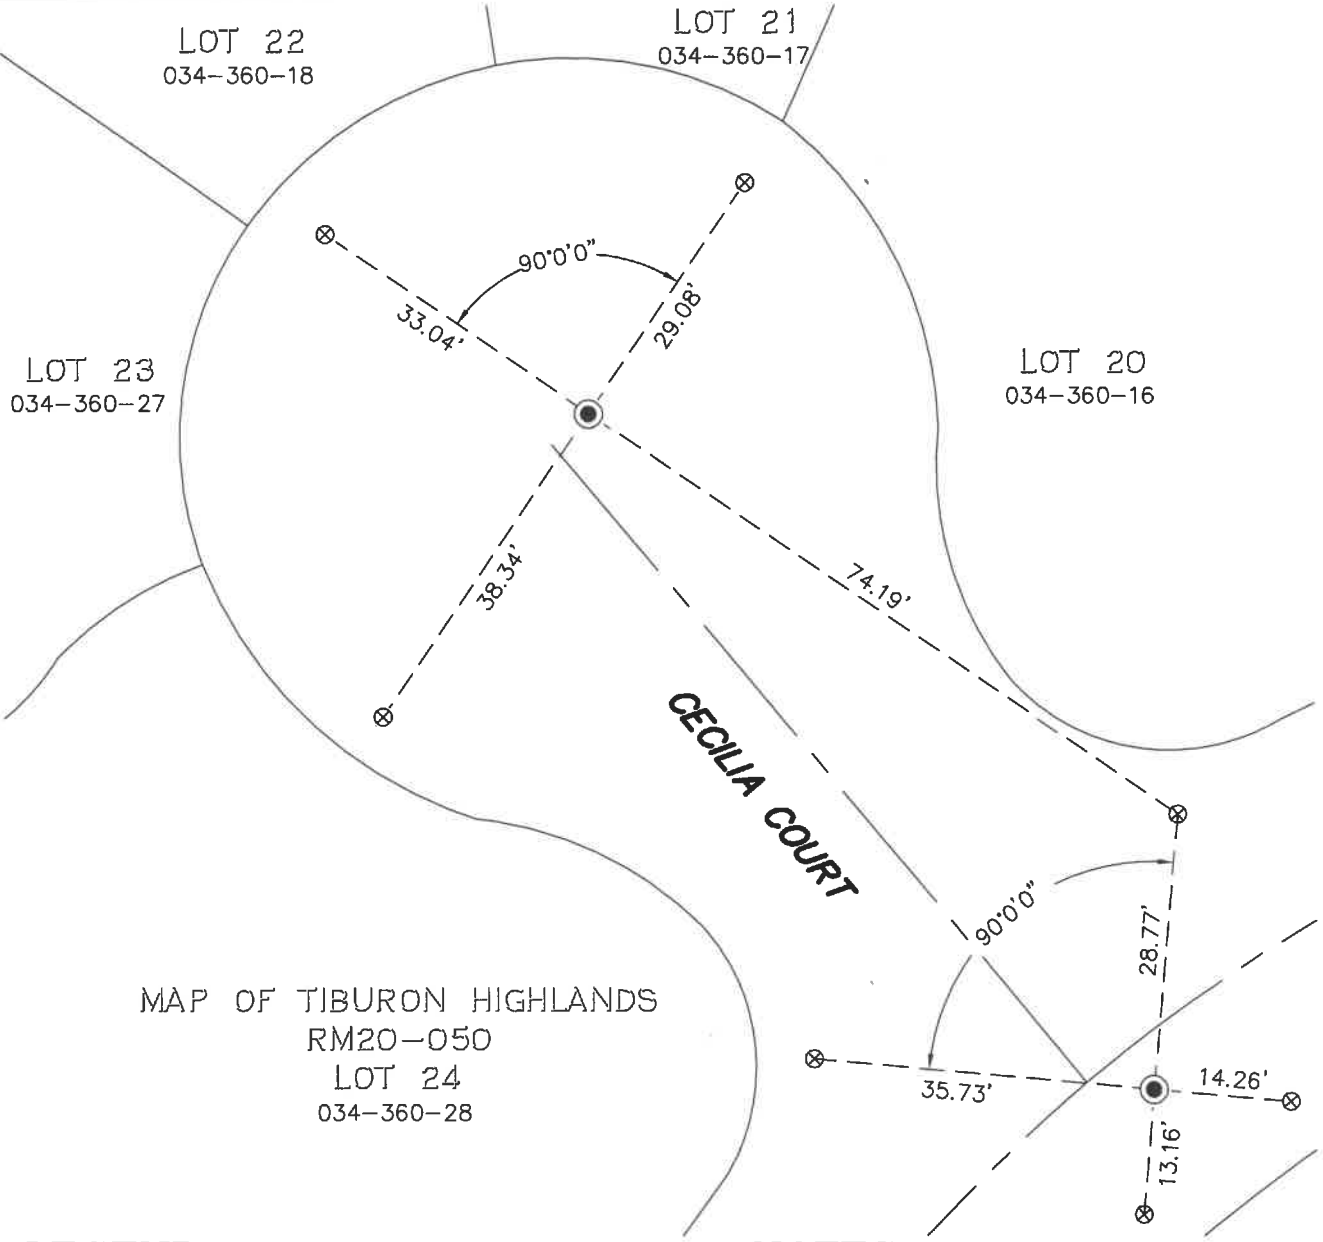 LOT 22
034-360-18
LOT 21
034-360-17
90°0'0"
33.04'
29.08'
LOT 23
034-360-27
LOT 20
034-360-16
38.34'
74.19'
CECILIA COURT
90°0'0"
28.77'
MAP OF TIBURON HIGHLANDS
RM20-050
LOT 24
034-360-28
35.73'
14.26'
13.16'